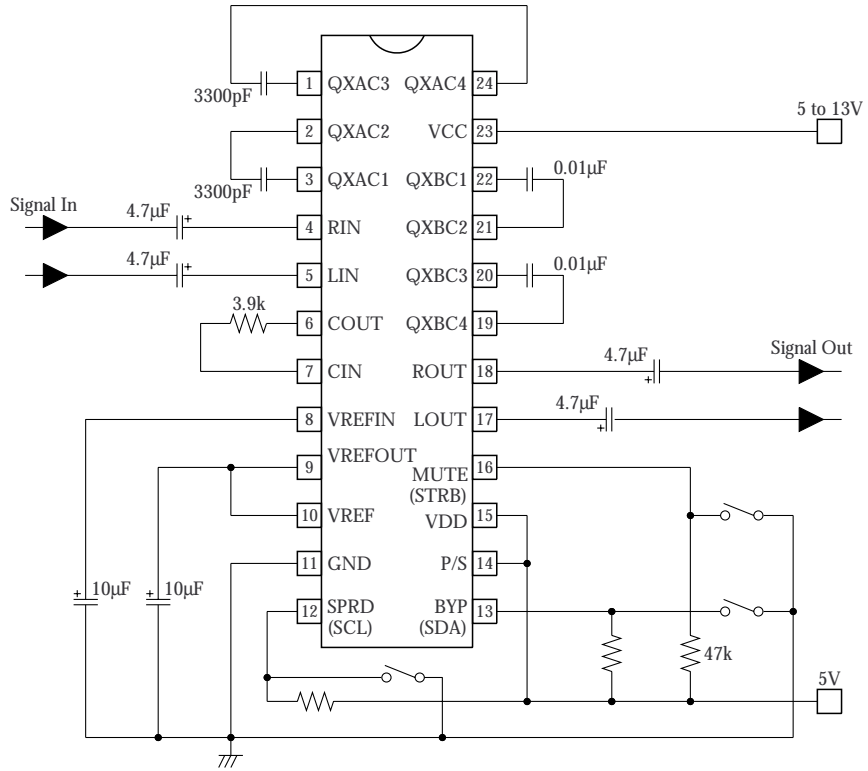 3300pF
1 QXAC3 QXAC4 24
5 to 13V
2 QXAC2 VCC 23
0.01µF
3300pF
3 QXAC1 QXBC1 22
Signal In
4.7µF
4 RIN QXBC2 21
4.7µF
0.01µF
5 LIN QXBC3 20
3.9k
6 COUT QXBC4 19
4.7µF
Signal Out
7 CIN ROUT 18
4.7µF
8 VREFIN LOUT 17
9 VREFOUT
MUTE 16
(STRB)
10 VREF VDD 15
11 GND P/S 14
10µF
10µF
12 SPRD BYP 13
(SCL) (SDA)
47k
5V
+
+
+
+
+
+